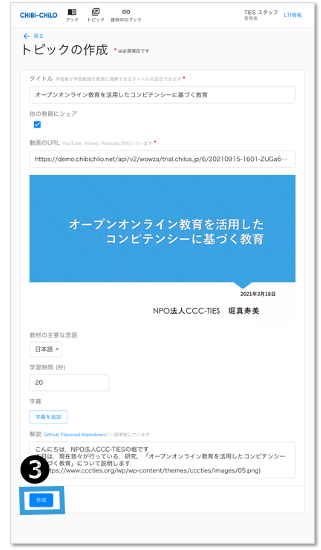 CHiBi-CHiLO
ブック
トピック
提供中のブック
TIES スタッフ
管理者
LTI情報
← 戻る
トピックの作成 * は必須項目です
タイトル 学習者が学習範囲を簡潔に理解できるタイトルを設定できます *
オープンオンライン教育を活用したコンピテンシーに基づく教育
他の教員にシェア
動画のURL YouTube, Vimeo, Wowzaに対応しています *
https://demo.chibichilo.net/api/v2/wowza/trial.chilos.jp/6/20210915-1601-ZUGa6…
オープンオンライン教育を活用した
コンピテンシーに基づく教育
2021年3月18日
NPO法人CCC-TIES 堀真寿美
教材の主な言語
日本語
学習時間 (秒)
20
字幕
字幕を追加
解説 GitHub Flavored Markdownに一部準拠しています
こんにちは、NPO法人CCC-TIESの堀です
は、現在我々が行っている、研究、「オープンオンライン教育を活用したコンピテンシー
づく教育」について説明します.
ttps://www.cccties.org/wp/wp-content/themes/cccties/images/05.png)
3
作成